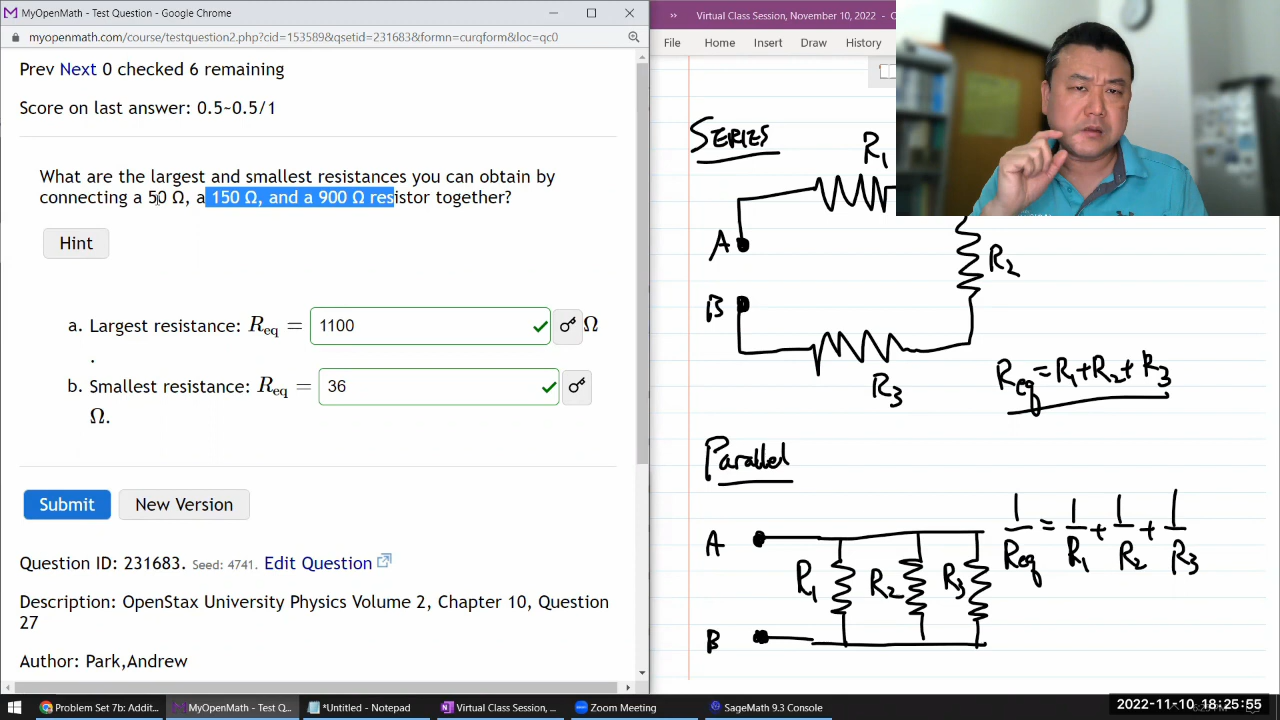 MyOpenMath - Test Question - Google Chrome
myopenmath.com/course/testquestion2.php?cid=153589&qsetid=231683&formn=curqform&loc=qc0
Prev Next 0 checked 6 remaining
Score on last answer: 0.5~0.5/1
What are the largest and smallest resistances you can obtain by
connecting a 50 Ω, a 150 Ω, and a 900 Ω resistor together?
Hint
a. Largest resistance: Req = 1100 Ω
.
b. Smallest resistance: Req = 36
Ω.
Submit New Version
Question ID: 231683. Seed: 4741. Edit Question
Description: OpenStax University Physics Volume 2, Chapter 10, Question
27
Author: Park,Andrew
» Virtual Class Session, November 10, 2022 -
File Home Insert Draw History
SERIES
R1
A
R2
B
R3
Req = R1+R2+R3
Parallel
A
R1 R2 R3
B
1/Req = 1/R1 + 1/R2 + 1/R3
Problem Set 7b: Addit... MyOpenMath - Test Q... *Untitled - Notepad Virtual Class Session, ... Zoom Meeting SageMath 9.3 Console
2022-11-10 18:25:55